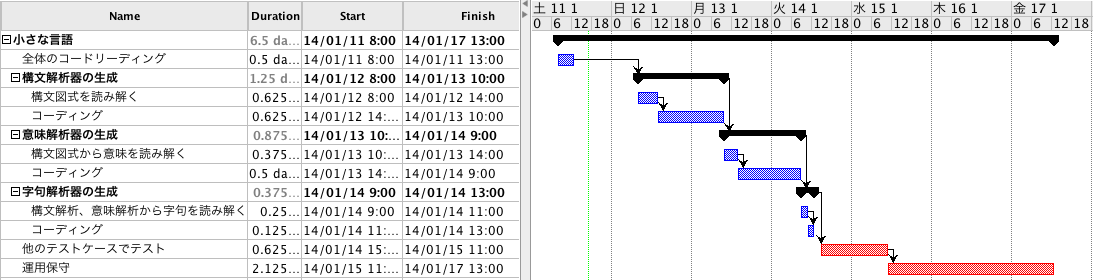 Name Duration Start Finish
土 11 1 日 12 1 月 13 1 火 14 1 水 15 1 木 16 1 金 17 1
0 6 12 18 0 6 12 18 0 6 12 18 0 6 12 18 0 6 12 18 0 6 12 18 0 6 12 18
小さな言語 6.5 da... 14/01/11 8:00 14/01/17 13:00
全体のコードリーディング 0.5 da... 14/01/11 8:00 14/01/11 13:00
構文解析器の生成 1.25 d... 14/01/12 8:00 14/01/13 10:00
構文図式を読み解く 0.625... 14/01/12 8:00 14/01/12 14:00
コーディング 0.625... 14/01/12 14:... 14/01/13 10:00
意味解析器の生成 0.875... 14/01/13 10:... 14/01/14 9:00
構文図式から意味を読み解く 0.375... 14/01/13 10:... 14/01/13 14:00
コーディング 0.5 da... 14/01/13 14:... 14/01/14 9:00
字句解析器の生成 0.375... 14/01/14 9:00 14/01/14 13:00
構文解析、意味解析から字句を読み解く 0.25... 14/01/14 9:00 14/01/14 11:00
コーディング 0.125... 14/01/14 11:... 14/01/14 13:00
他のテストケースでテスト 0.625... 14/01/14 15:... 14/01/15 11:00
運用保守 2.125... 14/01/15 11:... 14/01/17 13:00